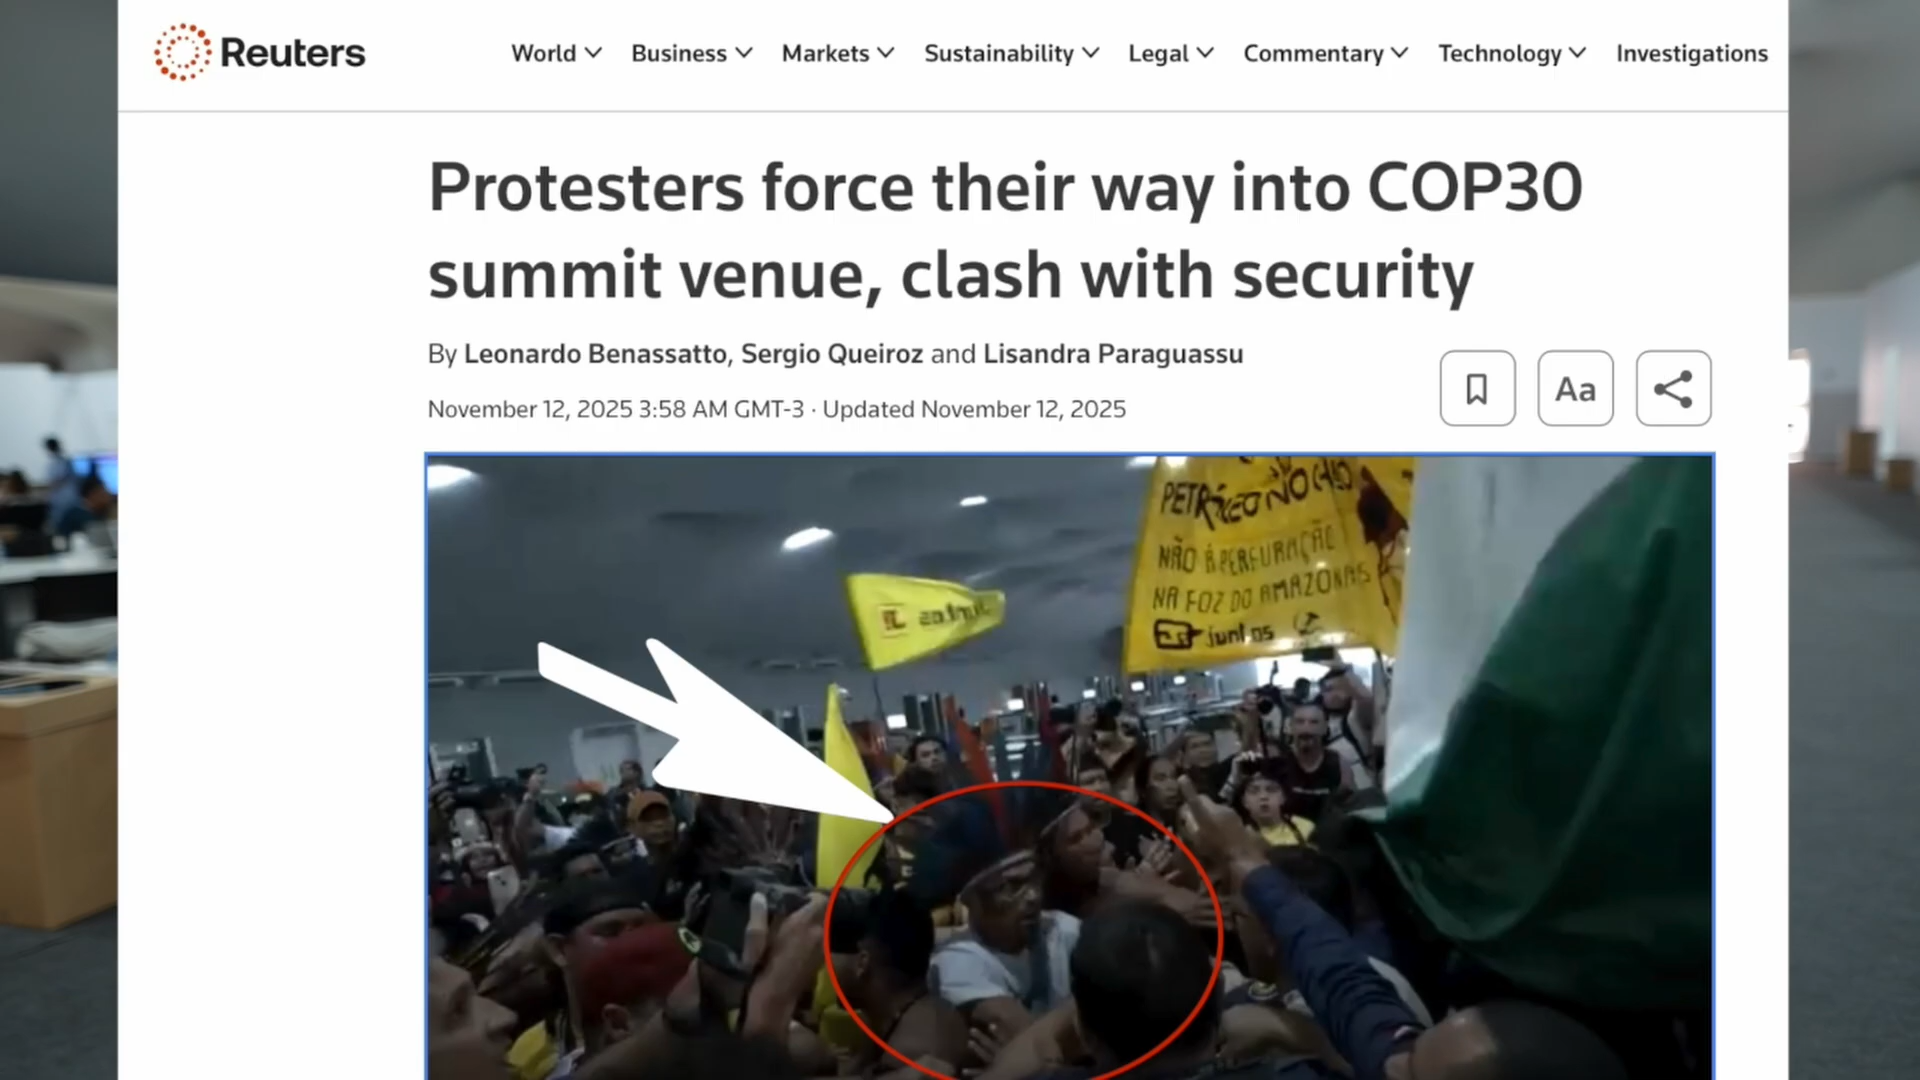 Reuters
World Business Markets Sustainability Legal Commentary Technology Investigations
Protesters force their way into COP30
summit venue, clash with security
By Leonardo Benassatto, Sergio Queiroz and Lisandra Paraguassu
November 12, 2025 3:58 AM GMT-3 · Updated November 12, 2025
Aa
NÃO À PERFURAÇÃO
NA FOZ DO AMAZONAS
juntos